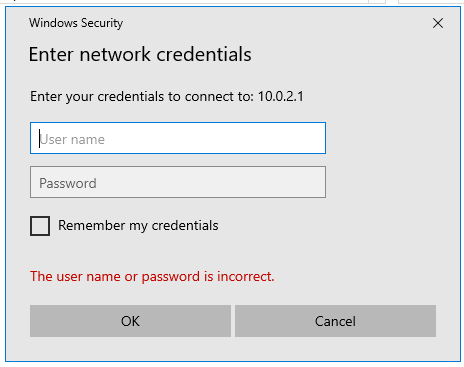 Windows Security
Enter network credentials
Enter your credentials to connect to: 10.0.2.1
User name
Password
Remember my credentials
The user name or password is incorrect.
OK
Cancel